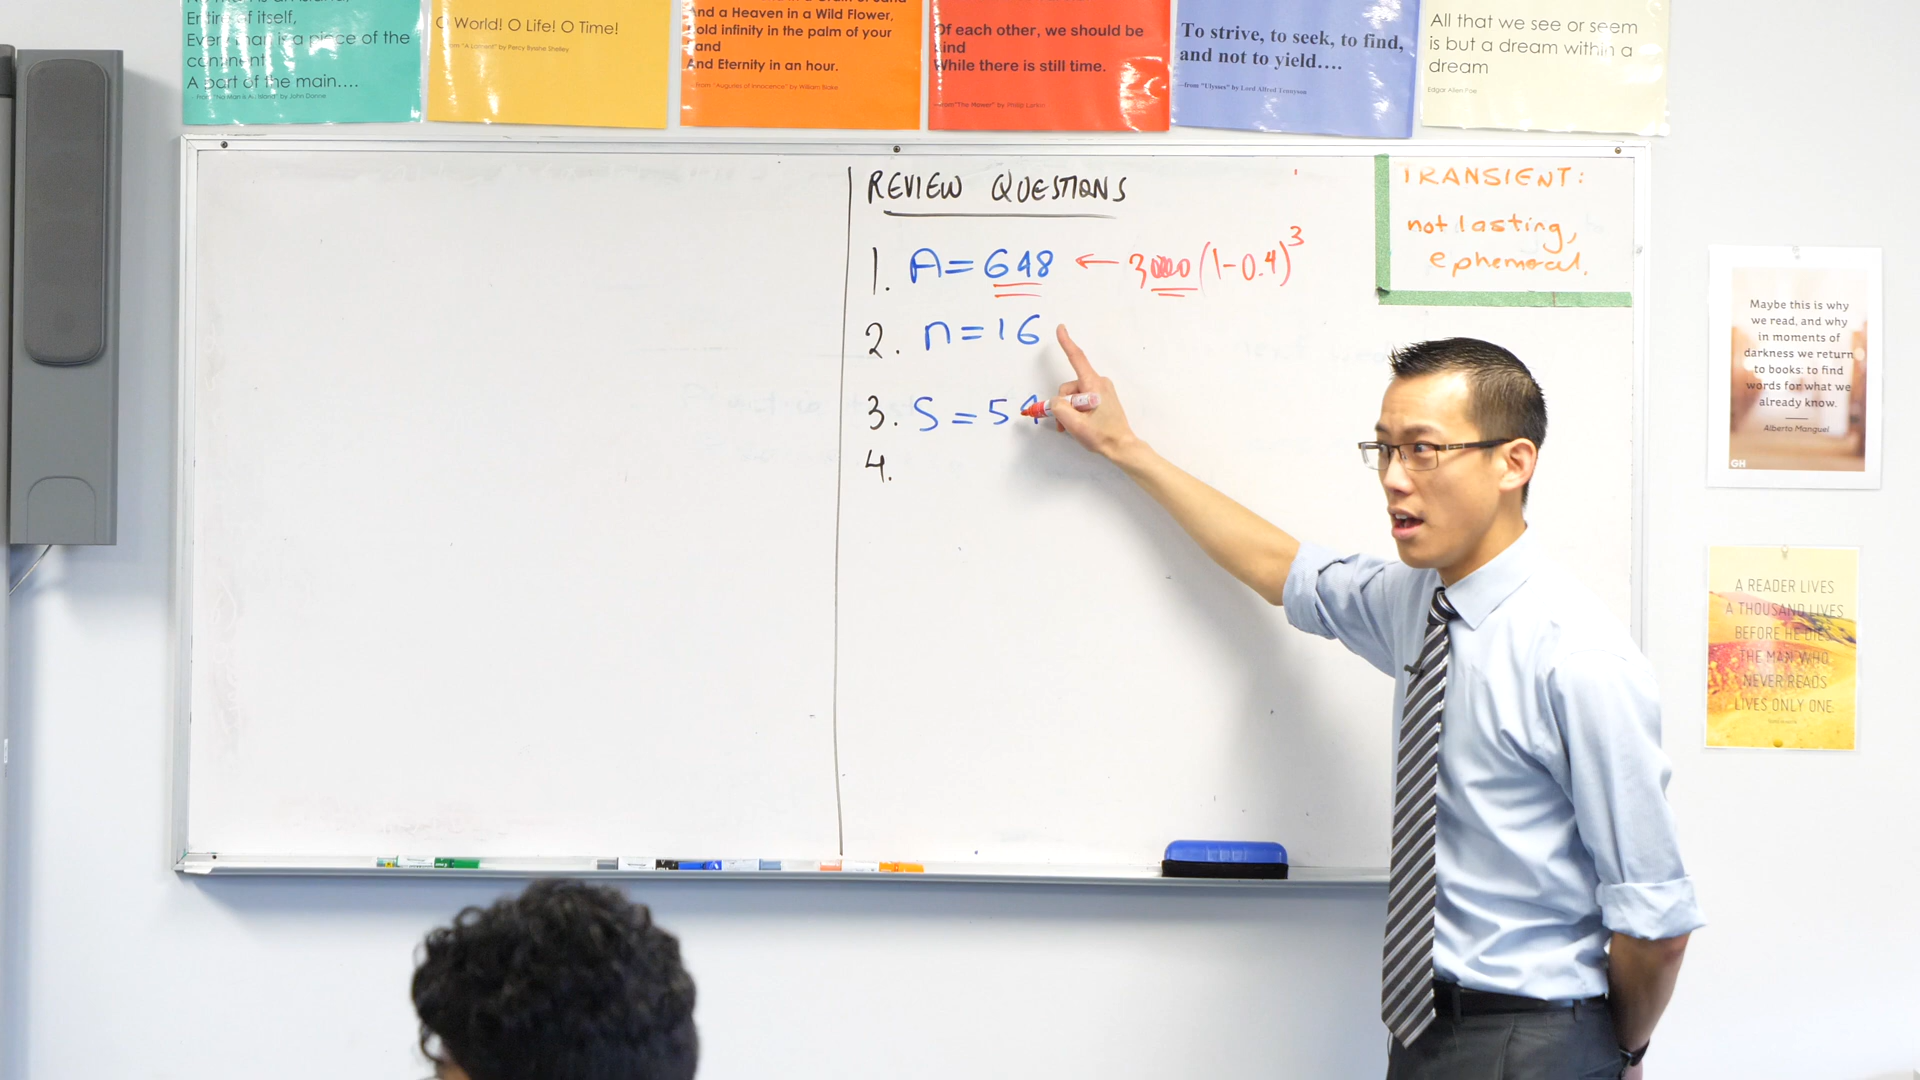 Entire of itself,
Every man is a piece of the
continent,
A part of the main….
from "No Man Is An Island" by John Donne
O World! O Life! O Time!
from "A Lament" by Percy Bysshe Shelley
And a Heaven in a Wild Flower,
Hold infinity in the palm of your
hand
And Eternity in an hour.
from "Auguries of Innocence" by William Blake
Of each other, we should be
kind
While there is still time.
from "The Mower" by Philip Larkin
To strive, to seek, to find,
and not to yield….
—from "Ulysses" by Lord Alfred Tennyson
All that we see or seem
is but a dream within a
dream
Edgar Allen Poe
REVIEW QUESTIONS
1. A = 648 ← 3000(1-0.4)³
2. n = 16
3. S = 54
4.
TRANSIENT:
not lasting,
ephemeral.
Maybe this is why
we read, and why
in moments of
darkness we return
to books: to find
words for what we
already know.
Alberto Manguel
GH
A READER LIVES
A THOUSAND LIVES
BEFORE HE DIES
THE MAN WHO
NEVER READS
LIVES ONLY ONE